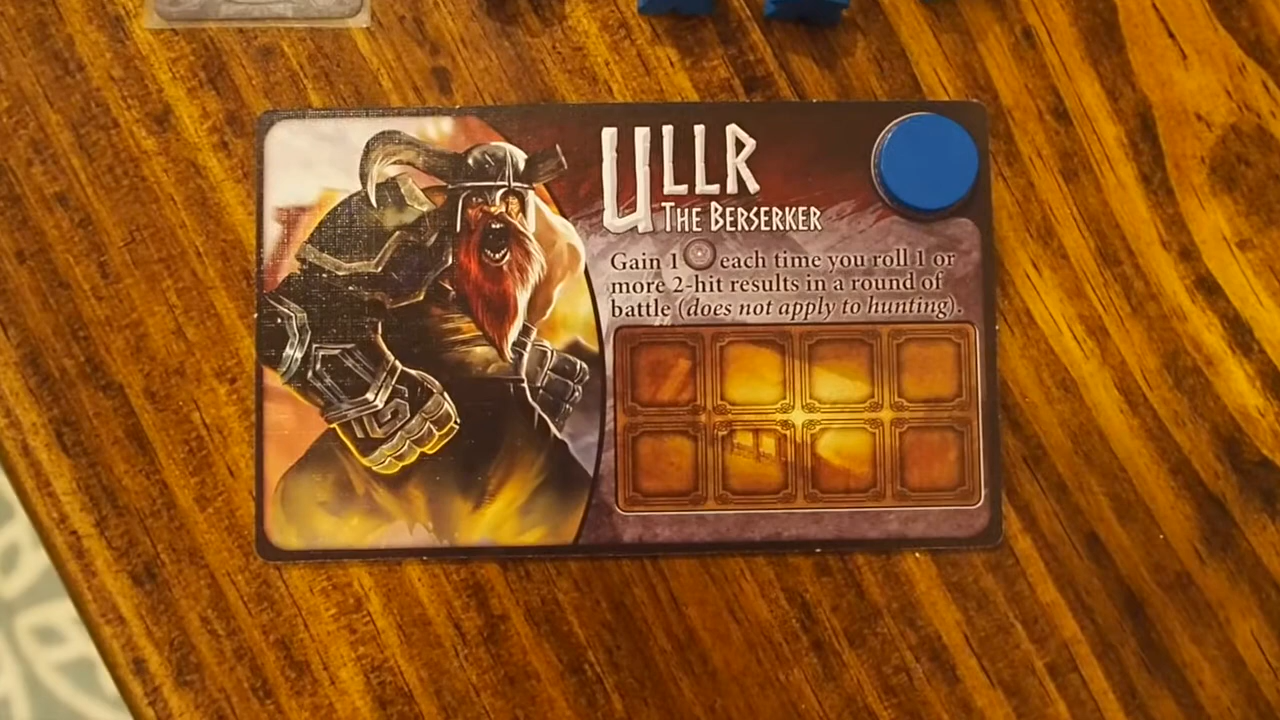 ULLR
THE BERSERKER
Gain 1 each time you roll 1 or
more 2-hit results in a round of
battle (does not apply to hunting).